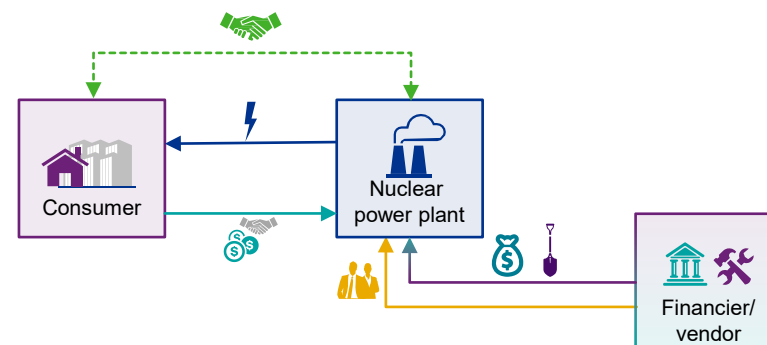 Consumer
Nuclear
power plant
Financier/
vendor